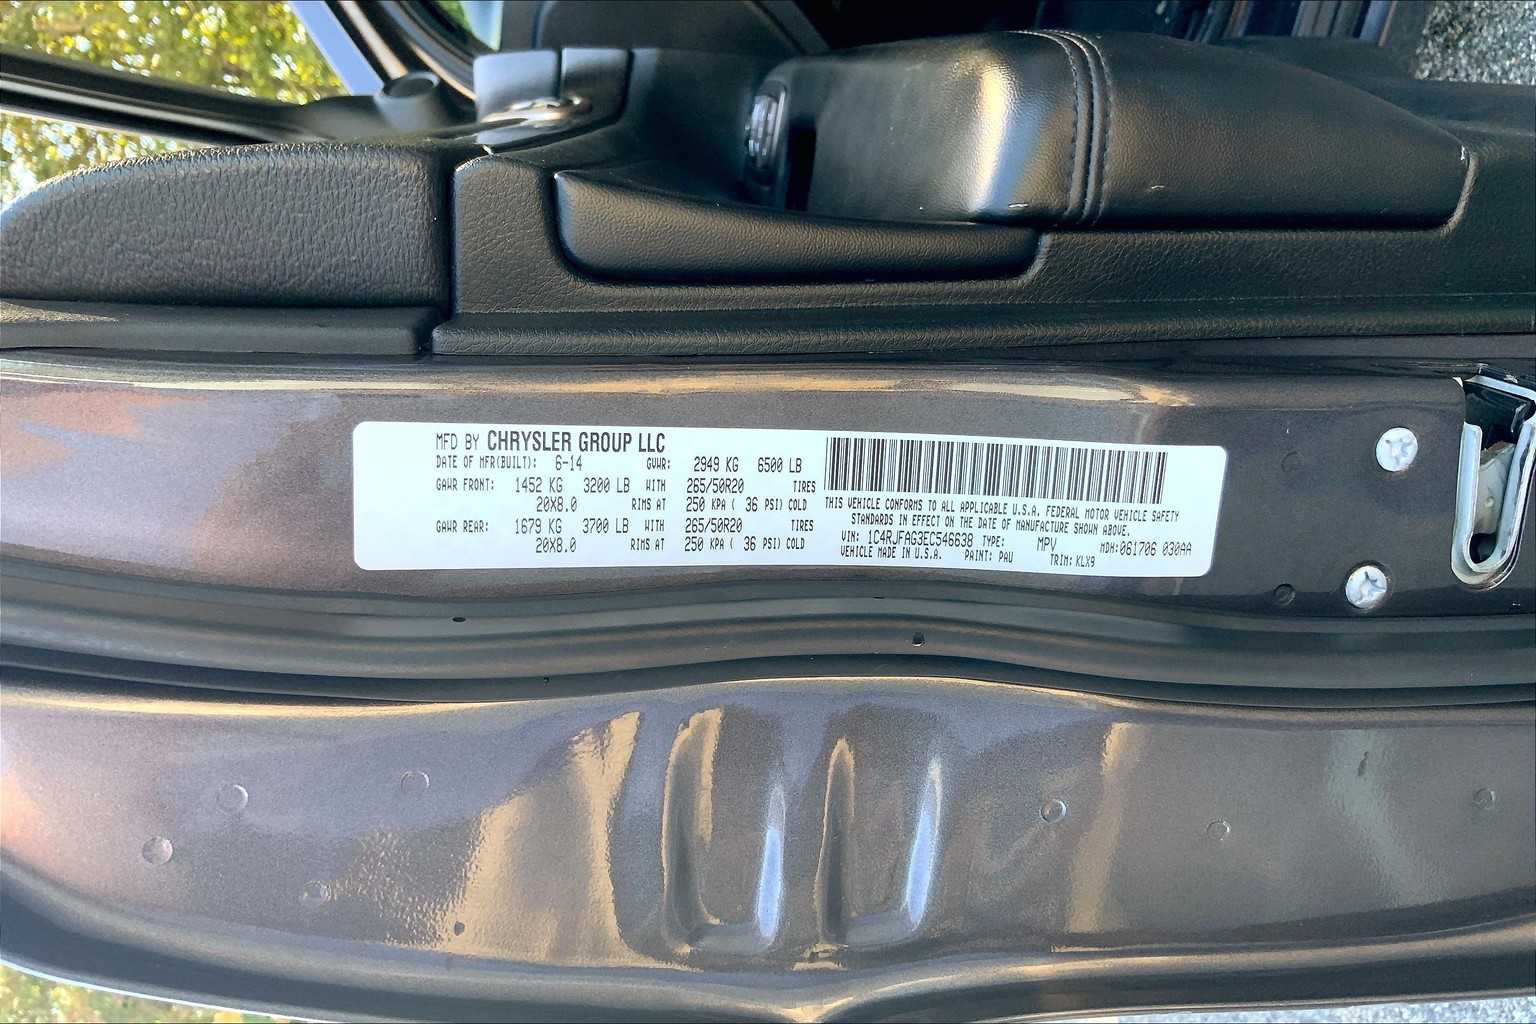 MFD BY CHRYSLER GROUP LLC
DATE OF MFR(BUILT): 6-14 GVWR: 2949 KG 6500 LB
GAWR FRONT: 1452 KG 3200 LB WITH 265/50R20 TIRES
20X8.0 RIMS AT 250 KPA ( 36 PSI) COLD
GAWR REAR: 1679 KG 3700 LB WITH 265/50R20 TIRES
20X8.0 RIMS AT 250 KPA ( 36 PSI) COLD
THIS VEHICLE CONFORMS TO ALL APPLICABLE U.S.A. FEDERAL MOTOR VEHICLE SAFETY
STANDARDS IN EFFECT ON THE DATE OF MANUFACTURE SHOWN ABOVE.
VIN: 1C4RJFAG3EC546638 TYPE: MPV MDH:061706 030AA
VEHICLE MADE IN U.S.A. PAINT: PAU TRIM: KLX9